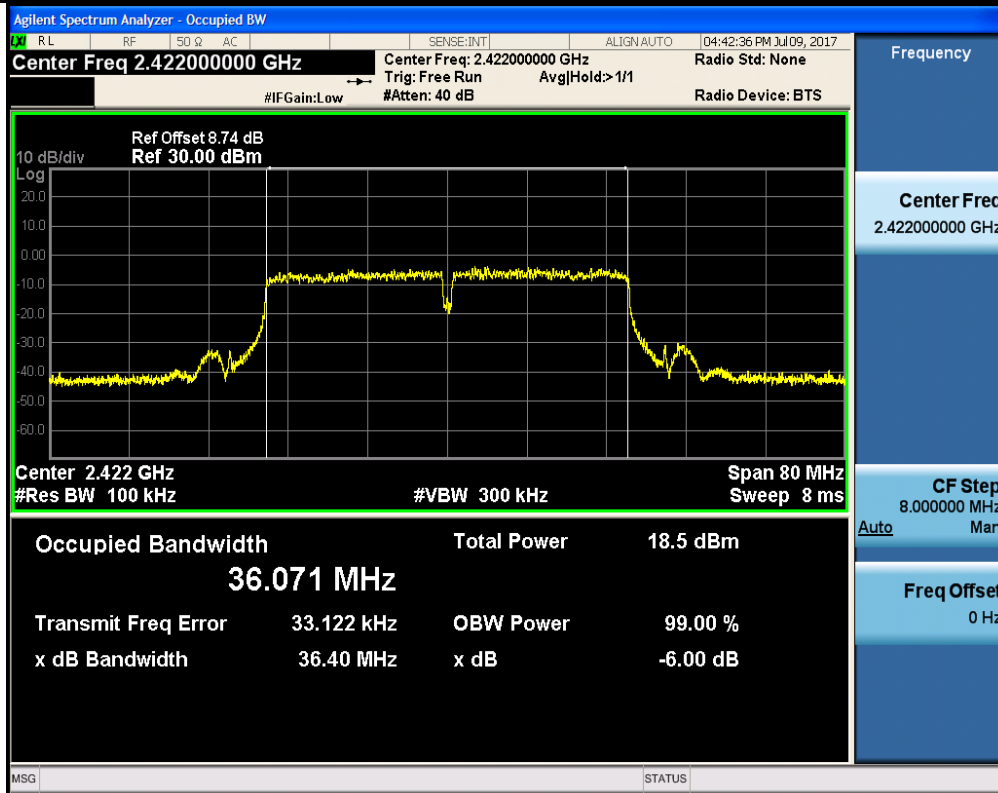 Agilent Spectrum Analyzer - Occupied BW
LXI RL RF 50 Ω AC SENSE:INT ALIGN AUTO 04:42:36 PM Jul 09, 2017
Center Freq 2.422000000 GHz
Center Freq: 2.422000000 GHz Radio Std: None
Trig: Free Run Avg|Hold:> 1/1
#IFGain:Low #Atten: 40 dB Radio Device: BTS
Ref Offset 8.74 dB
10 dB/div Ref 30.00 dBm
Log
20.0
10.0
0.00
-10.0
-20.0
-30.0
-40.0
-50.0
-60.0
Center 2.422 GHz Span 80 MHz
#Res BW 100 kHz #VBW 300 kHz Sweep 8 ms
Occupied Bandwidth Total Power 18.5 dBm
36.071 MHz
Transmit Freq Error 33.122 kHz OBW Power 99.00 %
x dB Bandwidth 36.40 MHz x dB -6.00 dB
MSG STATUS
Frequency
Center Freq
2.422000000 GHz
CF Step
8.000000 MHz
Auto Man
Freq Offset
0 Hz